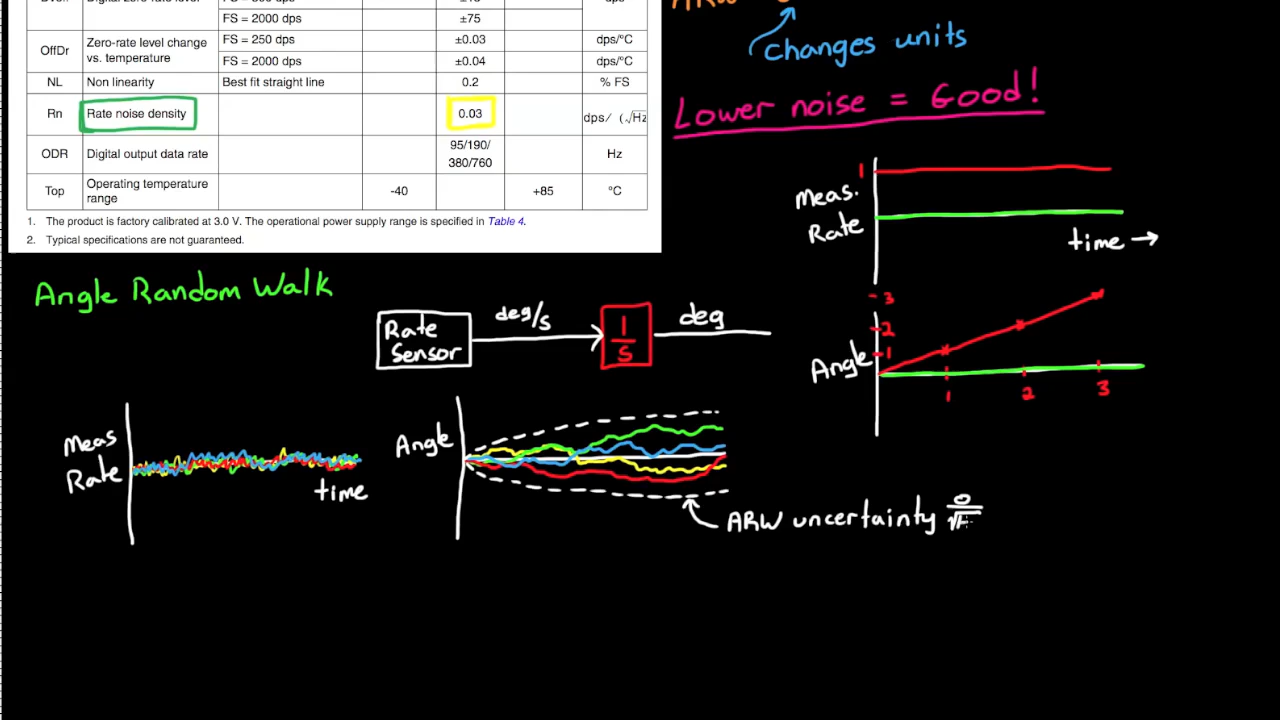 FS = 2000 dps ±75
OffDr Zero-rate level change vs. temperature FS = 250 dps ±0.03 dps/°C
FS = 2000 dps ±0.04 dps/°C
NL Non linearity Best fit straight line 0.2 % FS
Rn Rate noise density 0.03 dps/ (√Hz
ODR Digital output data rate 95/190/
380/760 Hz
Top Operating temperature
range -40 +85 °C
1. The product is factory calibrated at 3.0 V. The operational power supply range is specified in Table 4.
2. Typical specifications are not guaranteed.
changes units
Lower noise = Good!
1
Meas.
Rate
time →
Angle Random Walk
Rate
Sensor
deg/s
1
S
deg
-3
-2
-1
Angle
1 2 3
Meas
Rate
time
Angle
ARW uncertainty